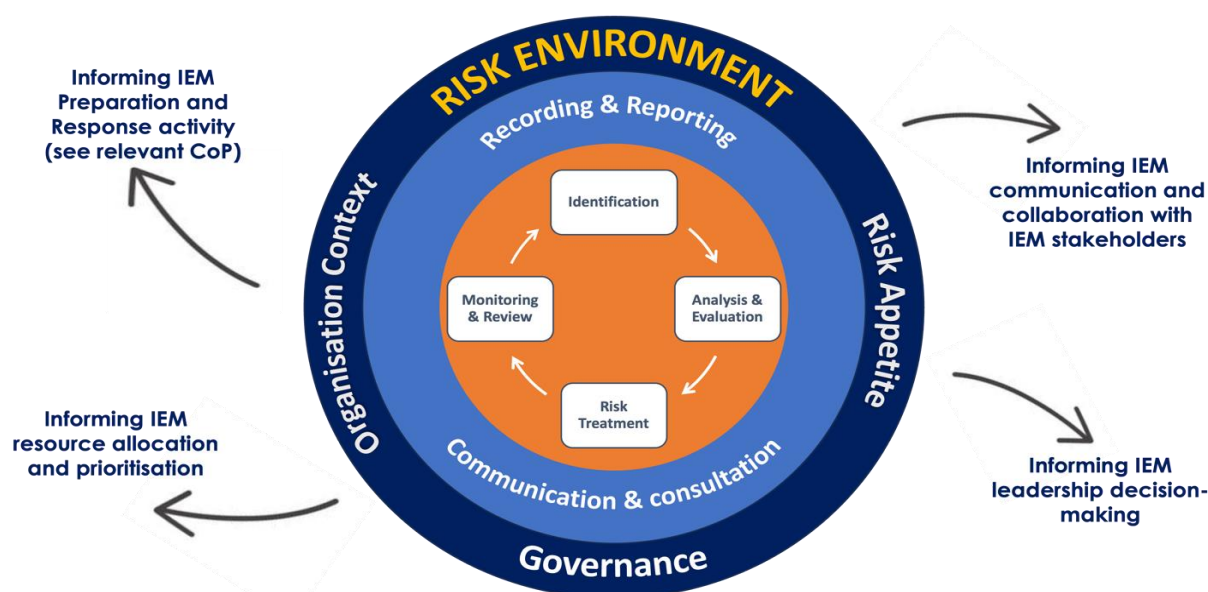 RISK ENVIRONMENT
Recording & Reporting
Informing IEM
Preparation and
Response activity
(see relevant CoP)
Informing IEM
communication and
collaboration with
IEM stakeholders
Organisation Context
Risk Appetite
Identification
Monitoring
& Review
Analysis &
Evaluation
Risk
Treatment
Communication & consultation
Governance
Informing IEM
resource allocation
and prioritisation
Informing IEM
leadership decision-
making